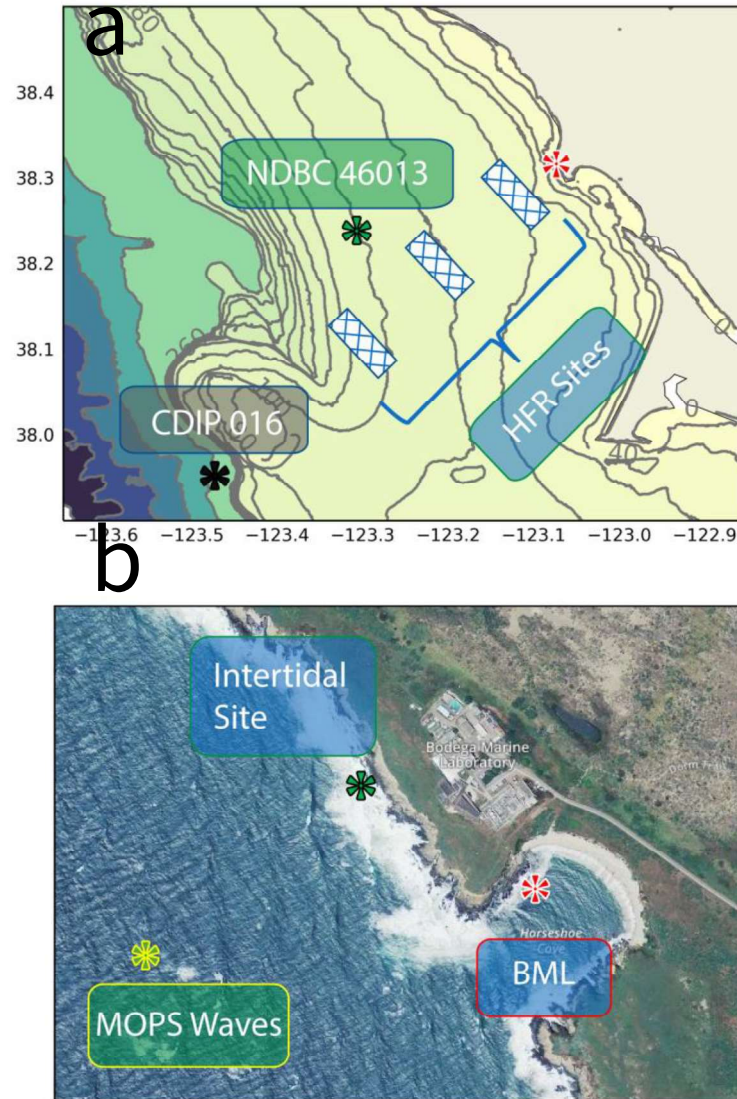 a
38.4
38.3
38.2
38.1
38.0
NDBC 46013
CDIP 016
HFR Sites
40
−123.6 −123.5 −123.4 −123.3 −123.2 −123.1 −123.0 −122.9
b
Intertidal
Site
Bodega Marine
Laboratory
Horseshoe
Cove
BML
MOPS Waves